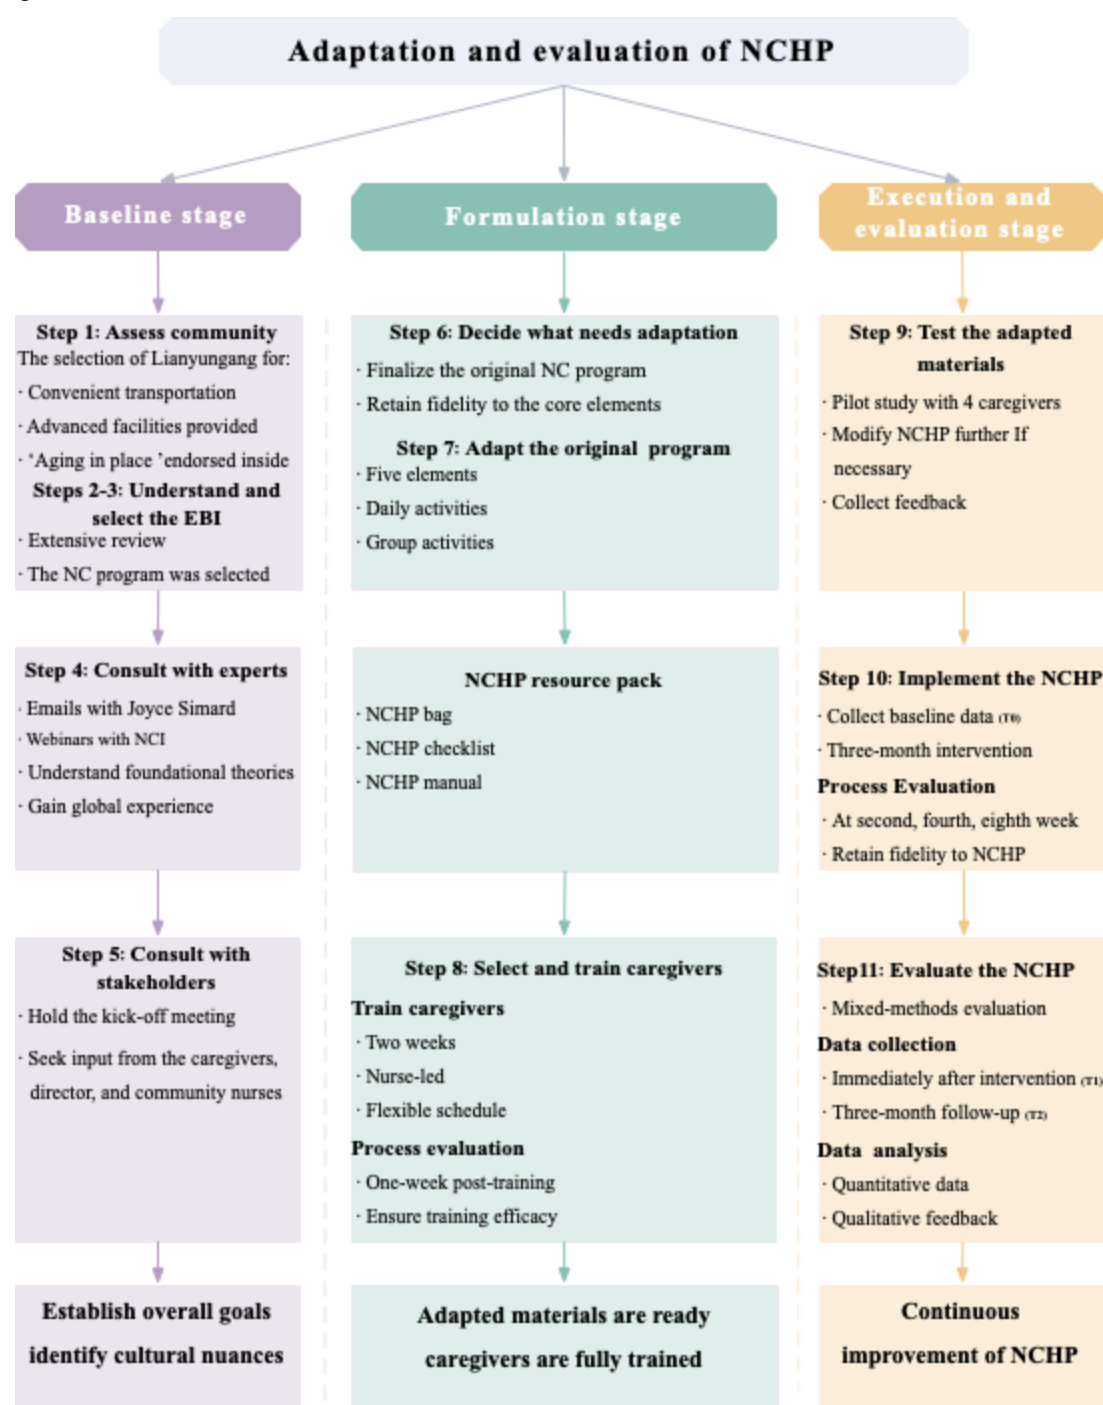 Adaptation and evaluation of NCHP
Baseline stage
Step 1: Assess community
The selection of Lianyungang for:
· Convenient transportation
· Advanced facilities provided
· ‘Aging in place ’endorsed inside
Steps 2-3: Understand and
select the EBI
· Extensive review
· The NC program was selected
Step 4: Consult with experts
· Emails with Joyce Simard
· Webinars with NCI
· Understand foundational theories
· Gain global experience
Step 5: Consult with
stakeholders
· Hold the kick-off meeting
· Seek input from the caregivers,
director, and community nurses
Establish overall goals
identify cultural nuances
Formulation stage
Step 6: Decide what needs adaptation
· Finalize the original NC program
· Retain fidelity to the core elements
Step 7: Adapt the original program
· Five elements
· Daily activities
· Group activities
NCHP resource pack
· NCHP bag
· NCHP checklist
· NCHP manual
Step 8: Select and train caregivers
Train caregivers
· Two weeks
· Nurse-led
· Flexible schedule
Process evaluation
· One-week post-training
· Ensure training efficacy
Adapted materials are ready
caregivers are fully trained
Execution and
evaluation stage
Step 9: Test the adapted
materials
· Pilot study with 4 caregivers
· Modify NCHP further If
necessary
· Collect feedback
Step 10: Implement the NCHP
· Collect baseline data (T0)
· Three-month intervention
Process Evaluation
· At second, fourth, eighth week
· Retain fidelity to NCHP
Step11: Evaluate the NCHP
· Mixed-methods evaluation
Data collection
· Immediately after intervention (T1)
· Three-month follow-up (T2)
Data analysis
· Quantitative data
· Qualitative feedback
Continuous
improvement of NCHP